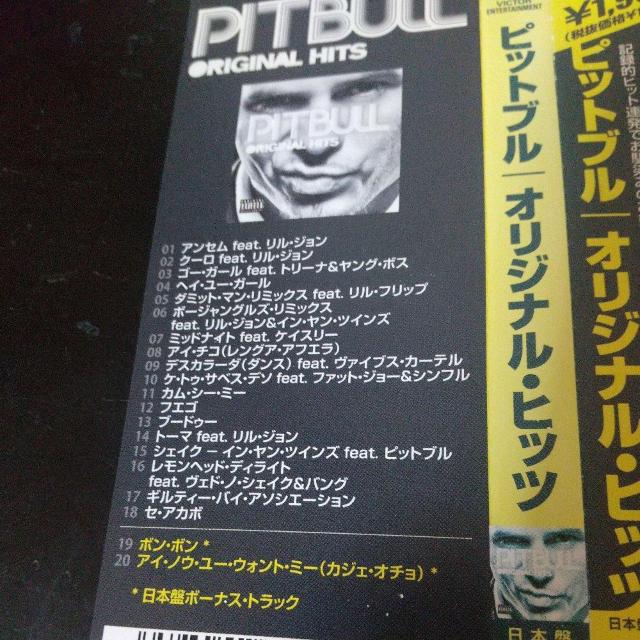 PITBULL
ORIGINAL HITS
PITBULL
ORIGINAL HITS
01 アンセム feat. リル・ジョン
02 クーロ feat. リル・ジョン
03 ゴー・ガール feat. トリーナ&ヤング・ボス
04 ヘイ・ユー・ガール
05 ダミット・マン・リミックス feat. リル・フリップ
06 ボージャングルズ・リミックス
feat. リル・ジョン&イン・ヤン・ツインズ
07 ミッドナイト feat. ケイスリー
08 アイ・チコ(レングア・アフエラ)
09 デスカラーダ(ダンス) feat. ヴァイブス・カーテル
10 ケ・トゥ・サベス・デソ feat. ファット・ジョー&シンフル
11 カム・シー・ミー
12 フエゴ
13 ブードゥー
14 トーマ feat. リル・ジョン
15 シェイク – イン・ヤン・ツインズ feat. ピットブル
16 レモンヘッド・ディライト
feat. ヴェド・ノ・シェイク&バング
17 ギルティー・バイ・アソシエーション
18 セ・アカボ
19 ボン・ボン *
20 アイ・ノウ・ユー・ウォント・ミー(カジェ・オチョ) *
* 日本盤ボーナス・トラック
VICTOR
ENTERTAINMENT
ピットブル | オリジナル・ヒッツ
PITBULL
日本盤
(税抜価格¥
ピットブル | オリジナル・ヒッツ
日本